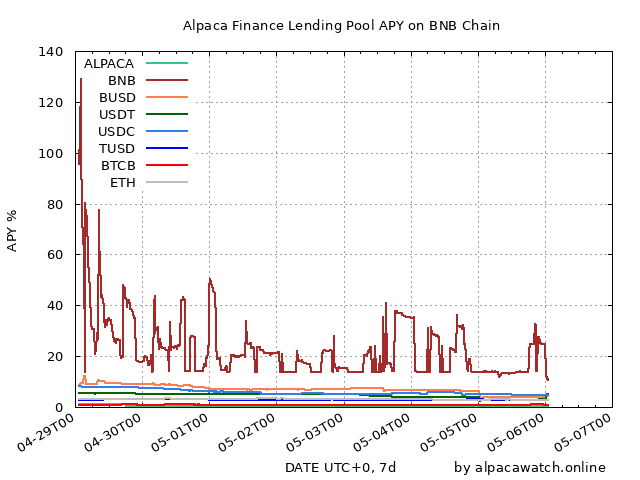 Alpaca Finance Lending Pool APY on BNB Chain
APY %
140
120
100
80
60
40
20
0
ALPACA
BNB
BUSD
USDT
USDC
TUSD
BTCB
ETH
04-29T00
04-30T00
05-01T00
05-02T00
05-03T00
05-04T00
05-05T00
05-06T00
05-07T00
DATE UTC+0, 7d
by alpacawatch.online